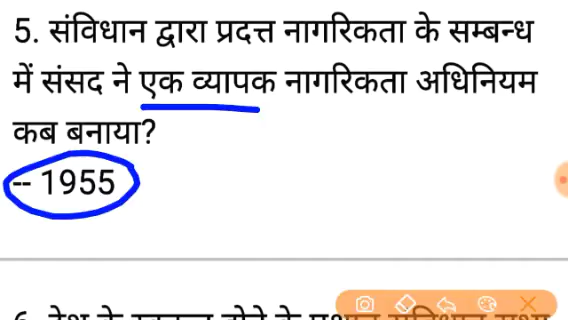 5. संविधान द्वारा प्रदत्त नागरिकता के सम्बन्ध
में संसद ने एक व्यापक नागरिकता अधिनियम
कब बनाया?
-- 1955